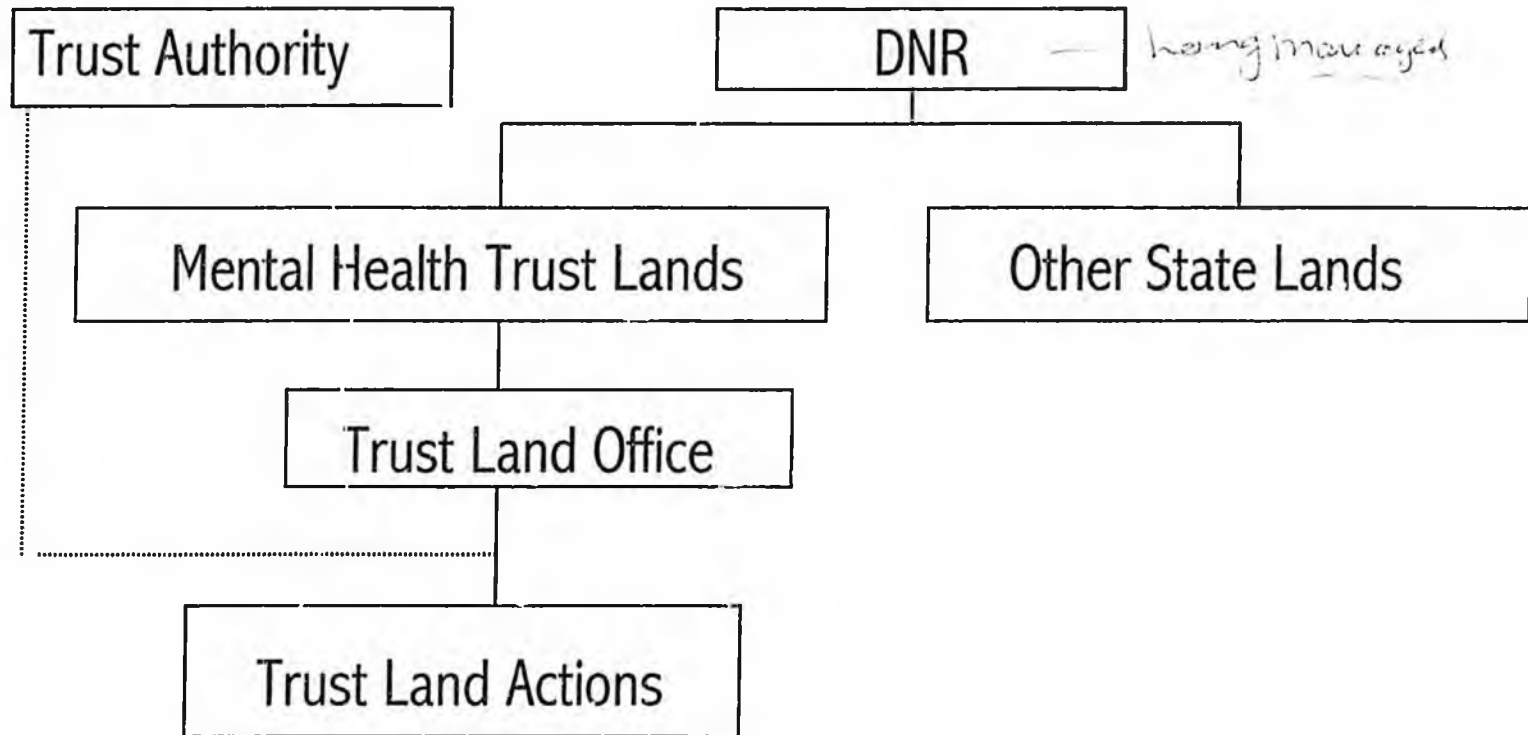 Trust Authority
DNR
Mental Health Trust Lands
Other State Lands
Trust Land Office
Trust Land Actions